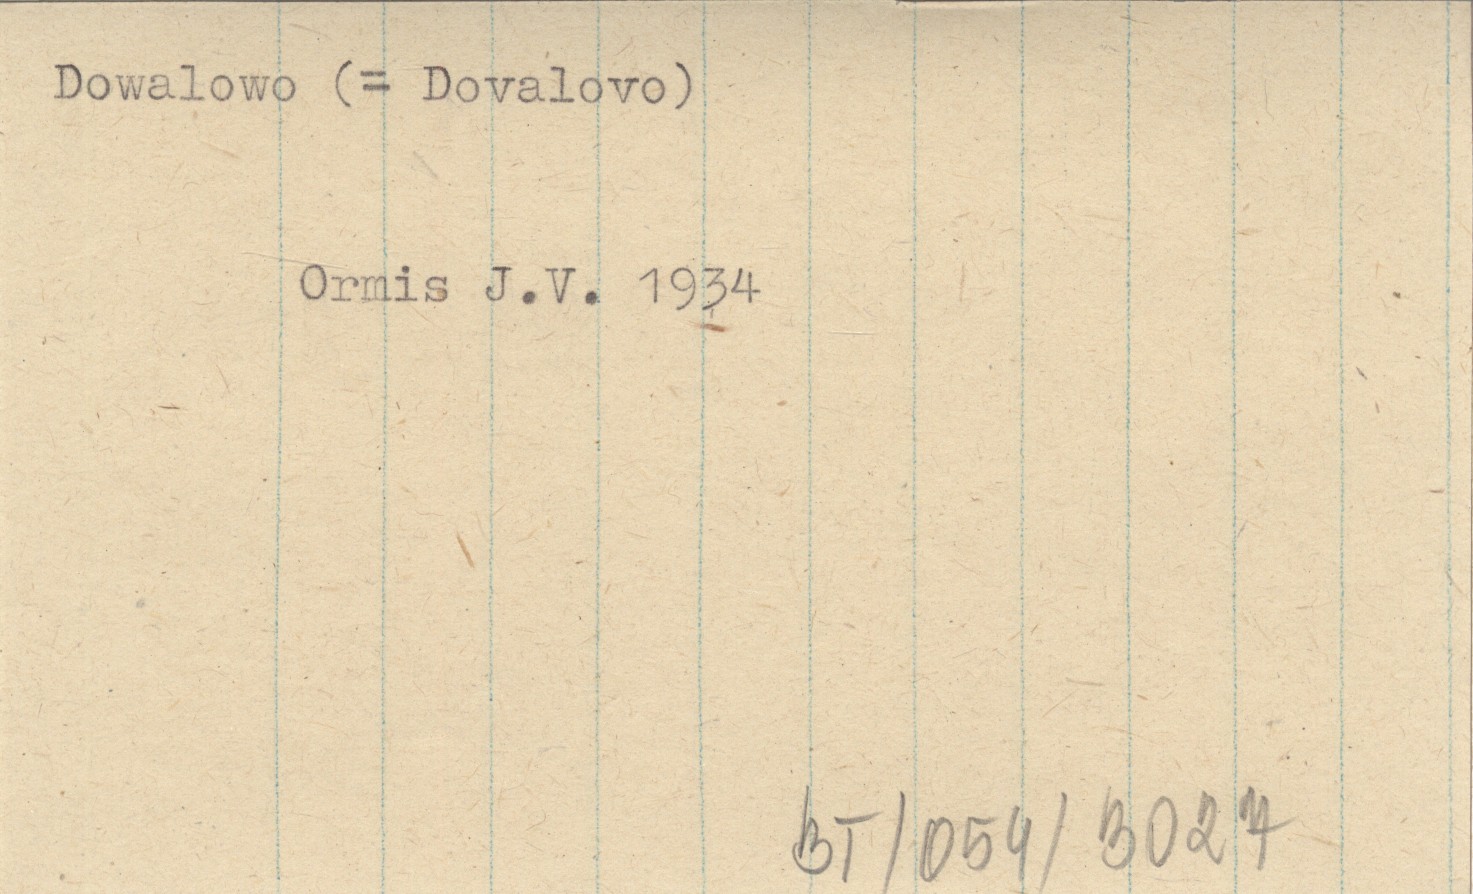 Dowalowo (= Dovalovo)
Ormis J.V. 1934
BT/054/3027